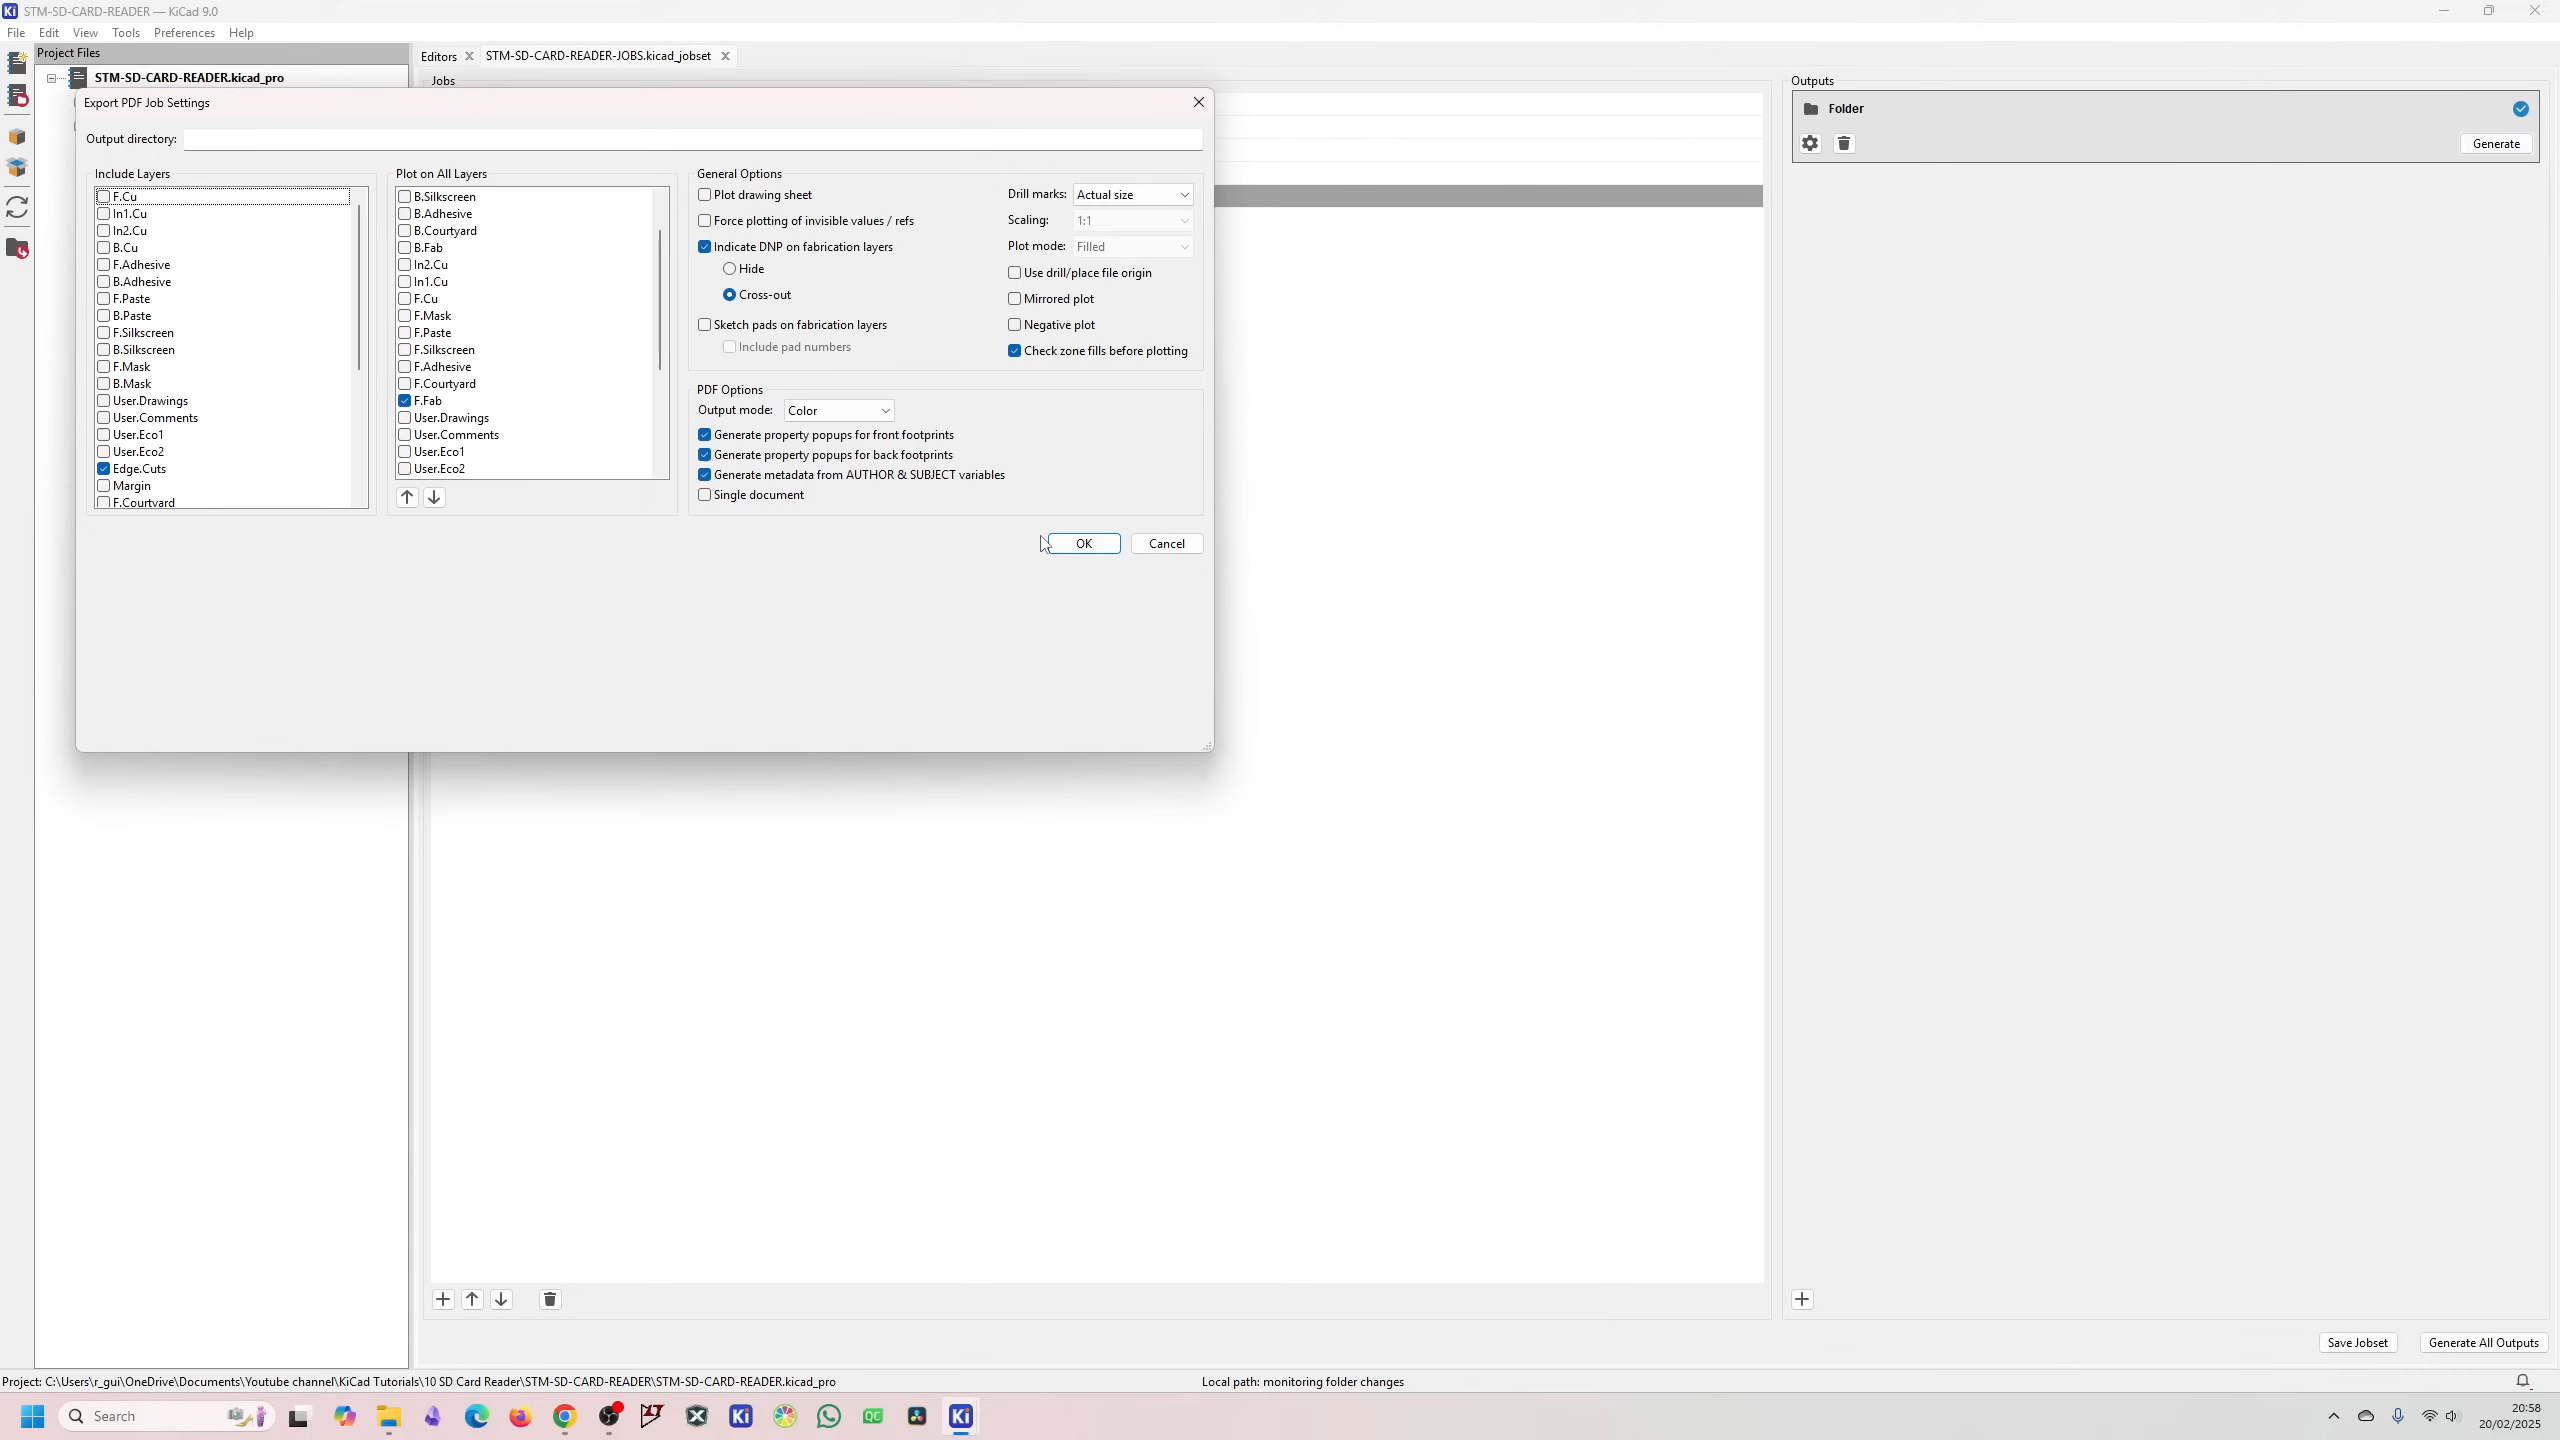 STM-SD-CARD-READER — KiCad 9.0
File Edit View Tools Preferences Help
Project Files
STM-SD-CARD-READER.kicad_pro
Editors
STM-SD-CARD-READER-JOBS.kicad_jobset
Jobs
Export PDF Job Settings
Output directory:
Include Layers
F.Cu
In1.Cu
In2.Cu
B.Cu
F.Adhesive
B.Adhesive
F.Paste
B.Paste
F.Silkscreen
B.Silkscreen
F.Mask
B.Mask
User.Drawings
User.Comments
User.Eco1
User.Eco2
Edge.Cuts
Margin
F.Courtyard
Plot on All Layers
B.Silkscreen
B.Adhesive
B.Courtyard
B.Fab
In2.Cu
In1.Cu
F.Cu
F.Mask
F.Paste
F.Silkscreen
F.Adhesive
F.Courtyard
F.Fab
User.Drawings
User.Comments
User.Eco1
User.Eco2
General Options
Plot drawing sheet
Force plotting of invisible values / refs
Indicate DNP on fabrication layers
Hide
Cross-out
Sketch pads on fabrication layers
Include pad numbers
Drill marks: Actual size
Scaling: 1:1
Plot mode: Filled
Use drill/place file origin
Mirrored plot
Negative plot
Check zone fills before plotting
PDF Options
Output mode: Color
Generate property popups for front footprints
Generate property popups for back footprints
Generate metadata from AUTHOR & SUBJECT variables
Single document
OK
Cancel
Outputs
Folder
Generate
Save Jobset
Generate All Outputs
Project: C:\Users\r_gui\OneDrive\Documents\Youtube channel\KiCad Tutorials\10 SD Card Reader\STM-SD-CARD-READER\STM-SD-CARD-READER.kicad_pro
Local path: monitoring folder changes
Search
20:58
20/02/2025